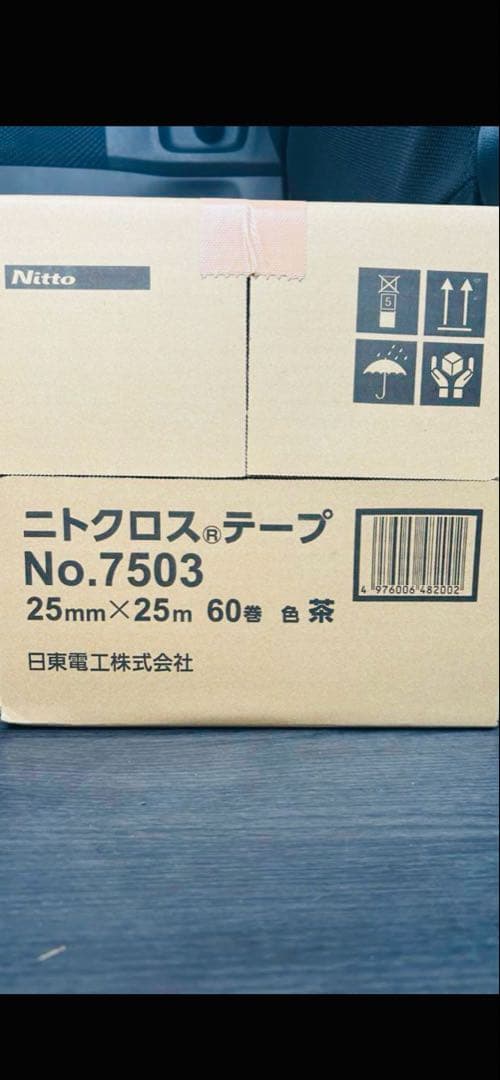 Nitto
5
ニトクロス®テープ
No.7503
25mm×25m 60巻 色 茶
4 976006 482002
日東電工株式会社